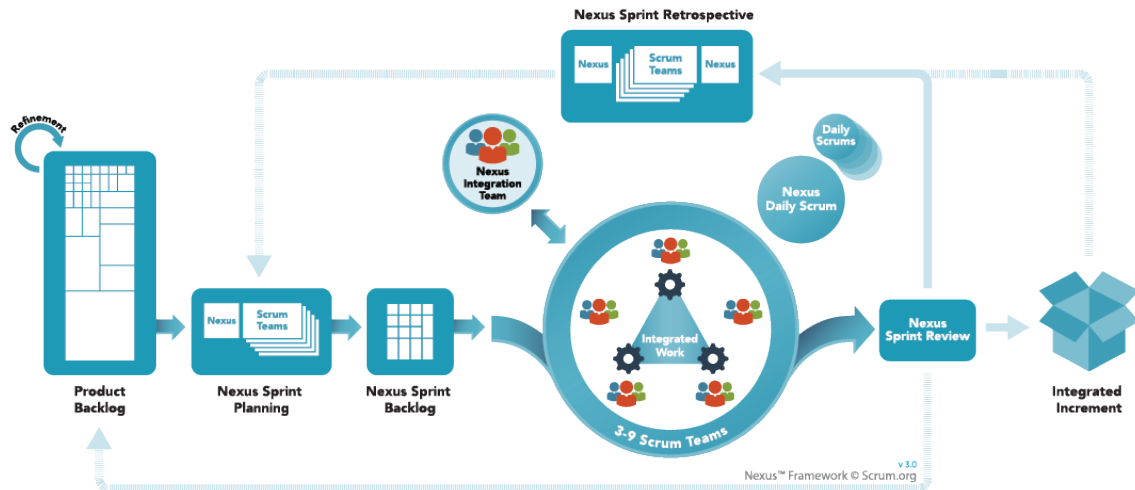 Nexus Sprint Retrospective
Nexus
Scrum
Teams
Nexus
Refinement
Nexus
Integration
Team
Daily
Scrums
Nexus
Daily Scrum
Nexus
Scrum
Teams
Integrated
Work
Nexus
Sprint Review
Product
Backlog
Nexus Sprint
Planning
Nexus Sprint
Backlog
3-9 Scrum Teams
Integrated
Increment
v 3.0
Nexus™ Framework © Scrum.org